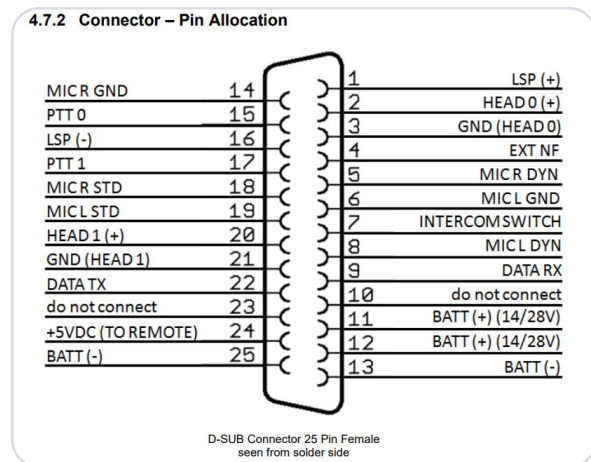 4.7.2 Connector – Pin Allocation
MIC R GND 14
PTT 0 15
LSP (-) 16
PTT 1 17
MIC R STD 18
MIC L STD 19
HEAD 1 (+) 20
GND (HEAD 1) 21
DATA TX 22
do not connect 23
+5VDC (TO REMOTE) 24
BATT (-) 25
1 LSP (+)
2 HEAD 0 (+)
3 GND (HEAD 0)
4 EXT NF
5 MIC R DYN
6 MIC L GND
7 INTERCOM SWITCH
8 MIC L DYN
9 DATA RX
10 do not connect
11 BATT (+) (14/28V)
12 BATT (+) (14/28V)
13 BATT (-)
D-SUB Connector 25 Pin Female
seen from solder side